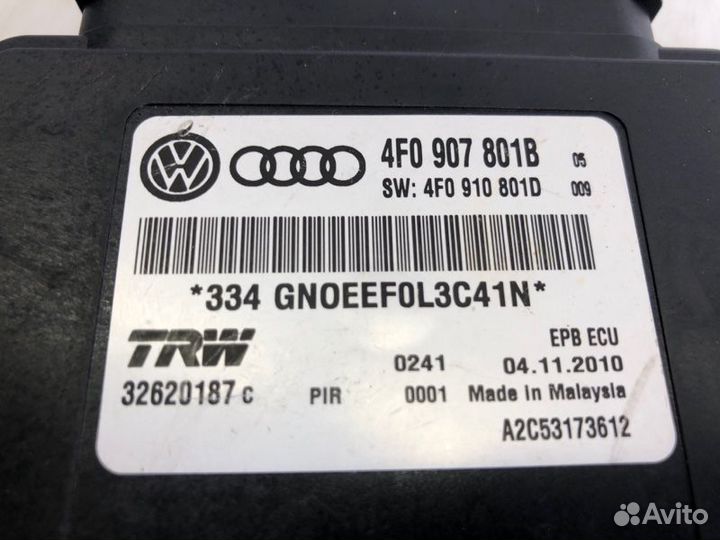 4F0 907 801B 05
SW: 4F0 910 801D 009
*334 GNOEEF0L3C41N*
TRW EPB ECU
0241 04.11.2010
32620187 C PIR 0001 Made in Malaysia
A2C53173612
Avito